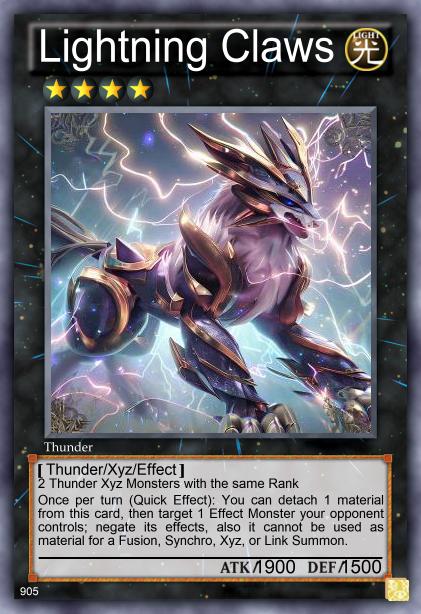 Lightning Claws
LIGHT
光
Thunder
[ Thunder/Xyz/Effect ]
2 Thunder Xyz Monsters with the same Rank
Once per turn (Quick Effect): You can detach 1 material
from this card, then target 1 Effect Monster your opponent
controls; negate its effects, also it cannot be used as
material for a Fusion, Synchro, Xyz, or Link Summon.
ATK/1900 DEF/1500
905